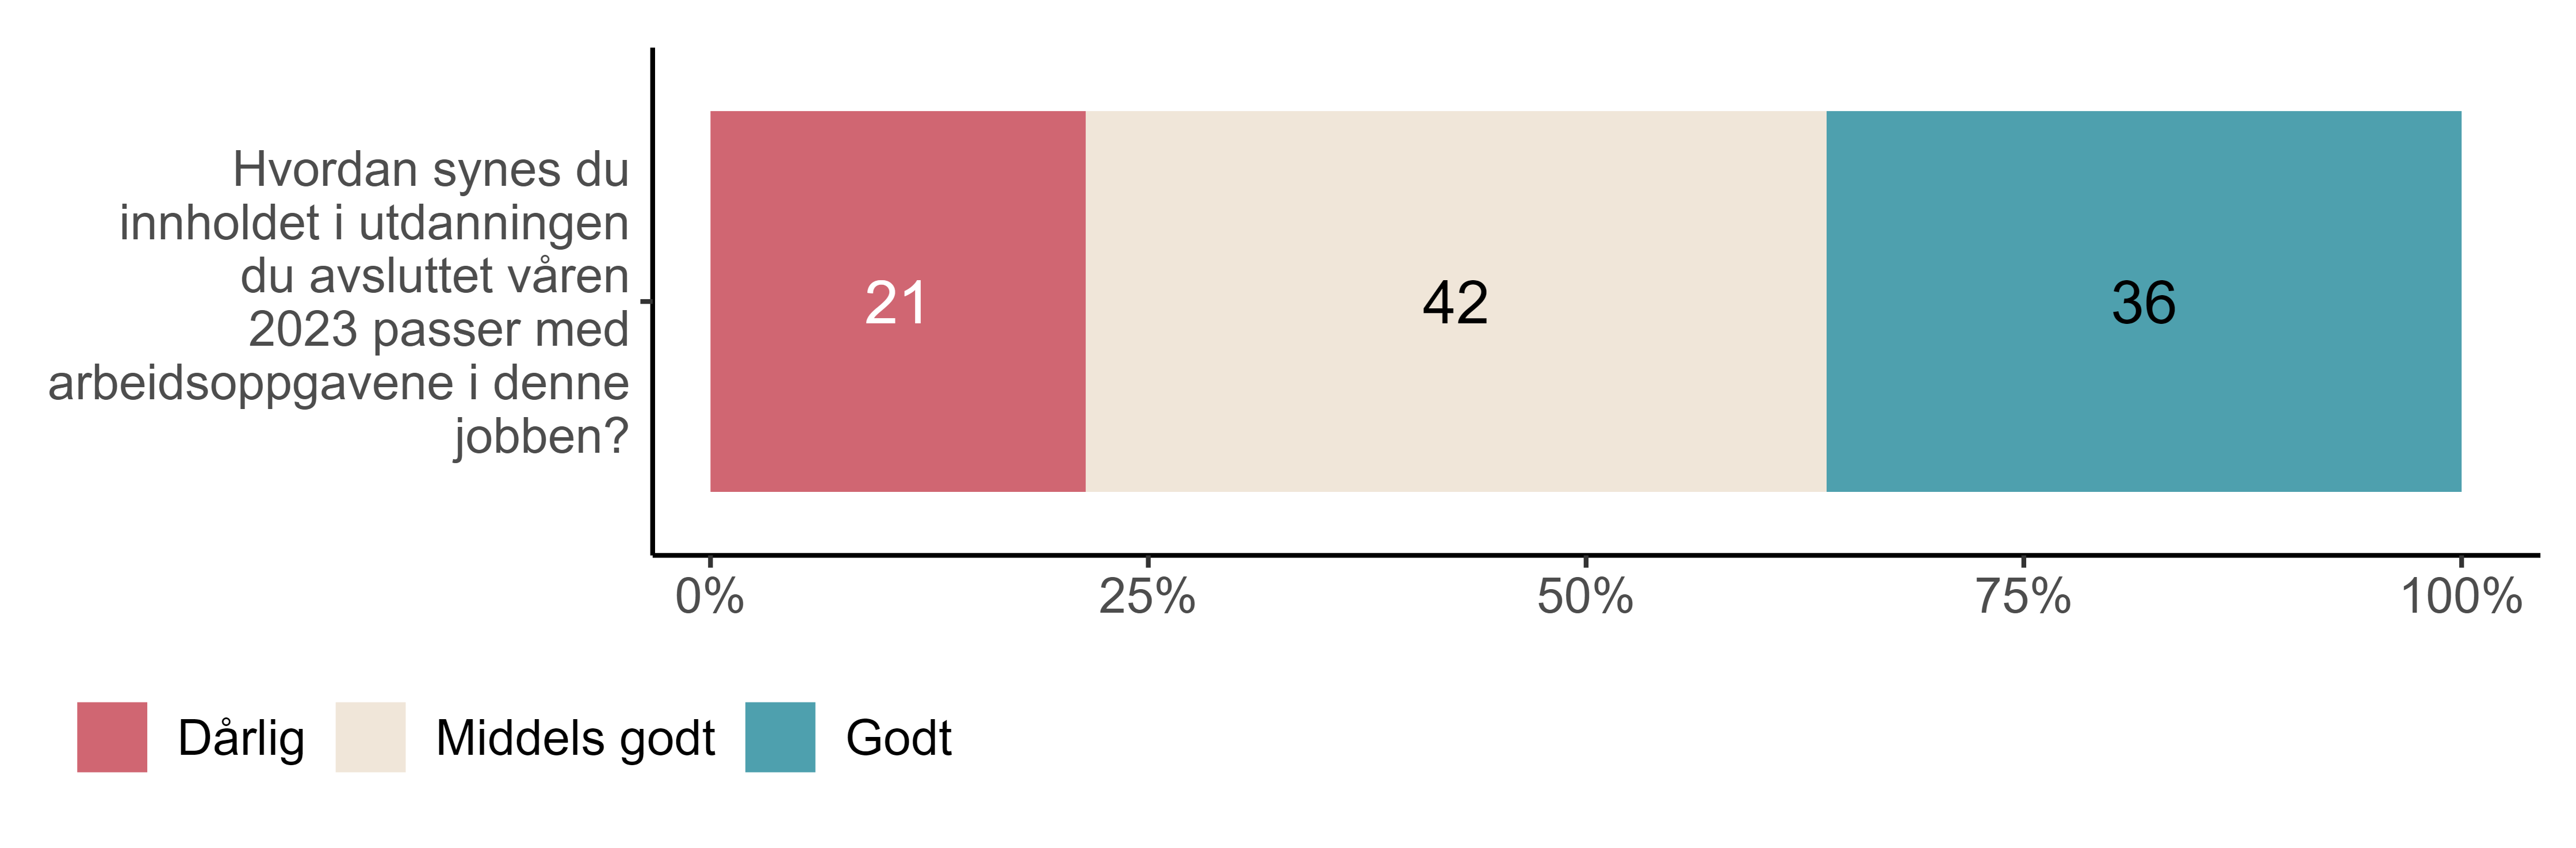 Hvordan synes du
innholdet i utdanningen
du avsluttet våren
2023 passer med
arbeidsoppgavene i denne
jobben?
21 42 36
0% 25% 50% 75% 100%
Dårlig Middels godt Godt